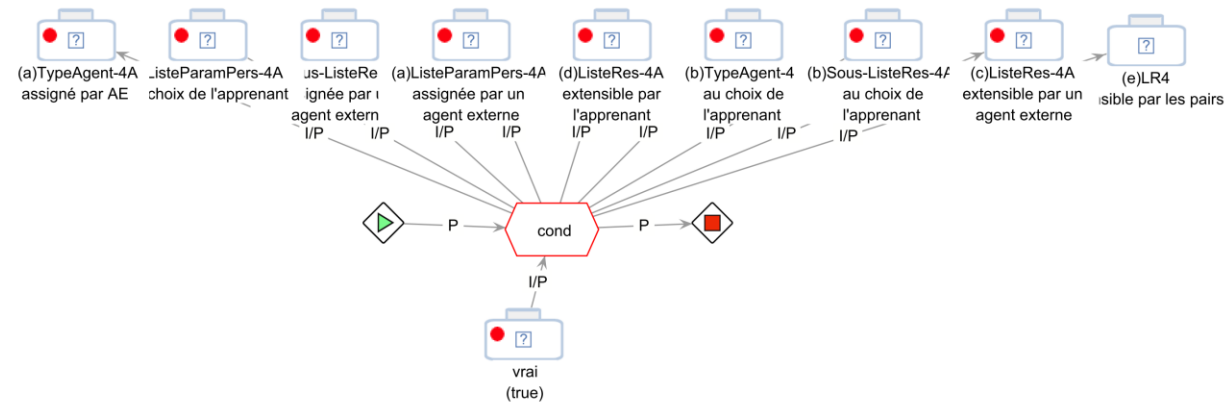 (a)TypeAgent-4A
assigné par AE
ListeParamPers-4A
choix de l'apprenant
us-ListeRe
ignée par u
agent extern
(a)ListeParamPers-4A
assignée par un
agent externe
(d)ListeRes-4A
extensible par
l'apprenant
(b)TypeAgent-4
au choix de
l'apprenant
(b)Sous-ListeRes-4A
au choix de
l'apprenant
(c)ListeRes-4A
extensible par un
agent externe
(e)LR4
sible par les pairs
I/P
I/P
I/P
I/P
I/P
I/P
I/P
I/P
I/P
P
cond
P
I/P
vrai
(true)